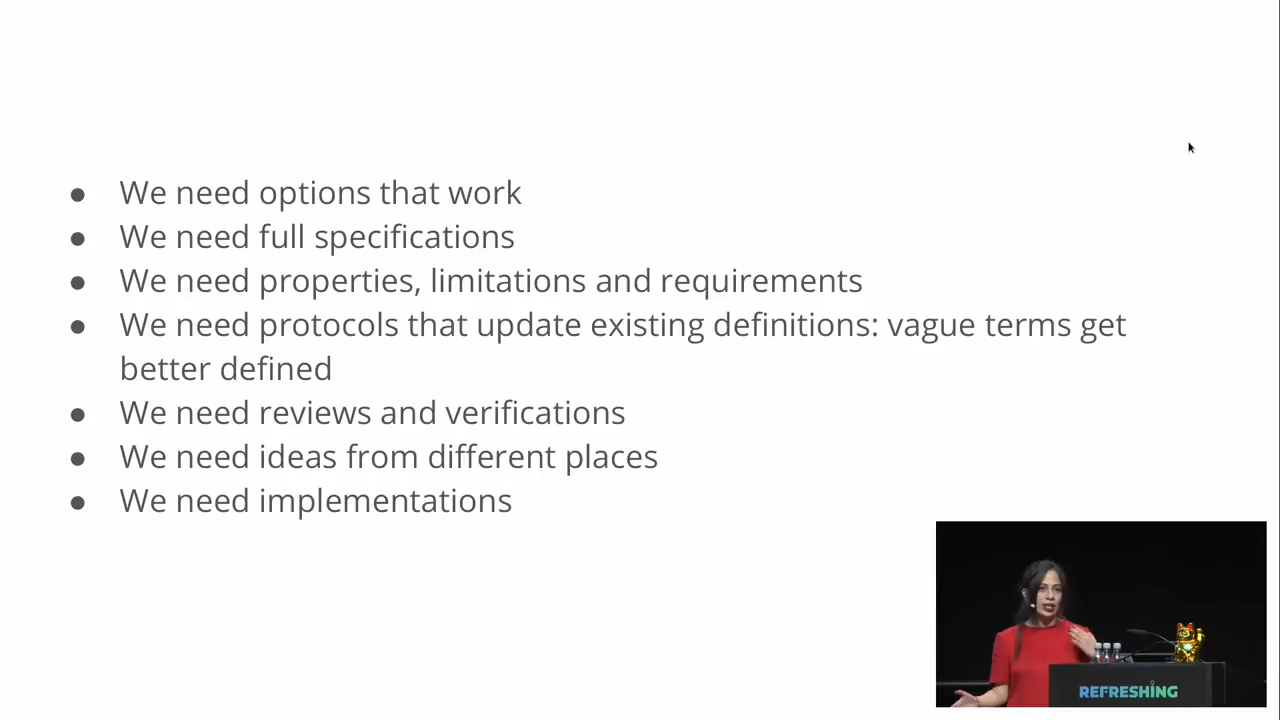 ● We need options that work
● We need full specifications
● We need properties, limitations and requirements
● We need protocols that update existing definitions: vague terms get
better defined
● We need reviews and verifications
● We need ideas from different places
● We need implementations
REFRESHING